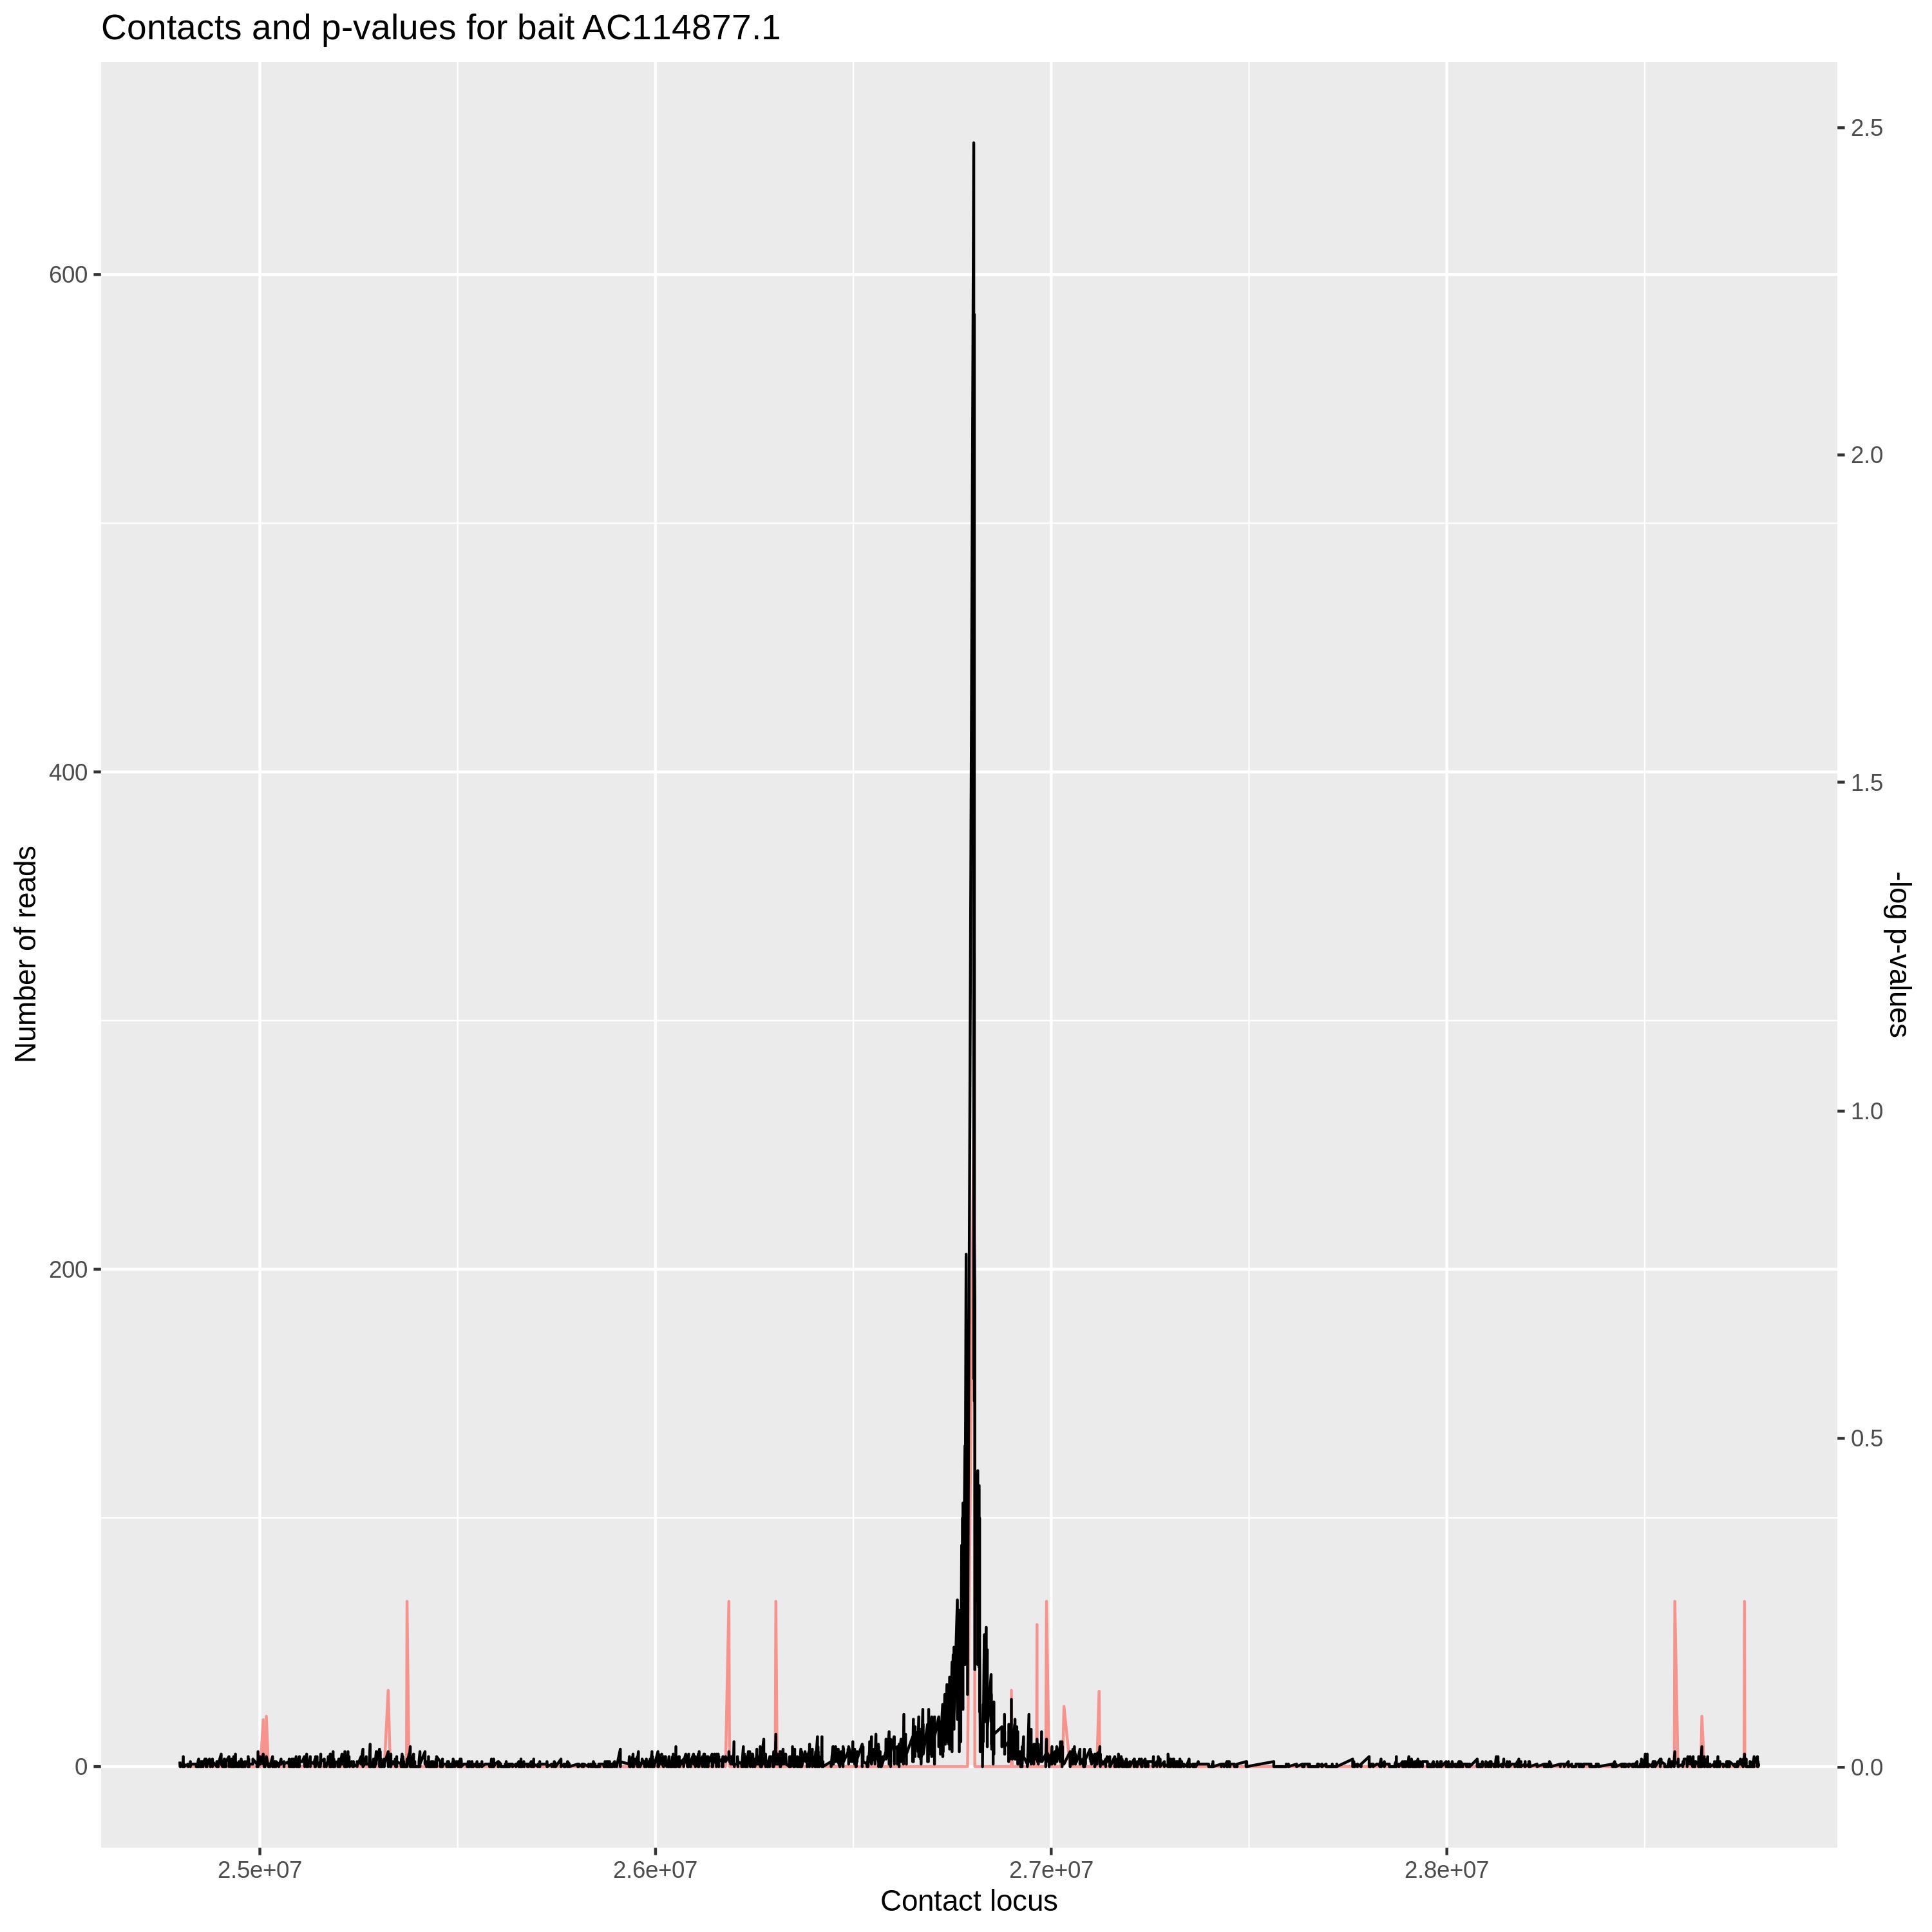 Contacts and p-values for bait AC114877.1
600
400
200
0
Number of reads
2.5
2.0
1.5
1.0
0.5
0.0
-log p-values
2.5e+07
2.6e+07
2.7e+07
2.8e+07
Contact locus